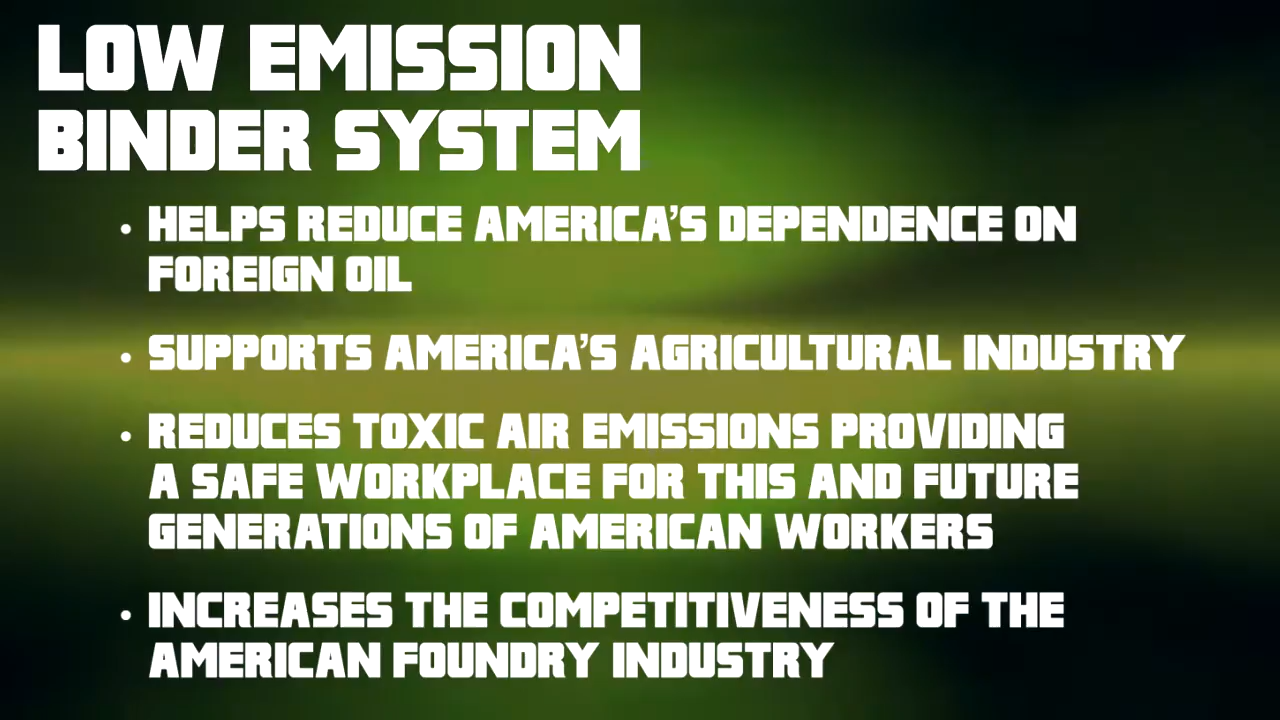 LOW EMISSION
BINDER SYSTEM
• HELPS REDUCE AMERICA'S DEPENDENCE ON
FOREIGN OIL
• SUPPORTS AMERICA'S AGRICULTURAL INDUSTRY
• REDUCES TOXIC AIR EMISSIONS PROVIDING
A SAFE WORKPLACE FOR THIS AND FUTURE
GENERATIONS OF AMERICAN WORKERS
• INCREASES THE COMPETITIVENESS OF THE
AMERICAN FOUNDRY INDUSTRY